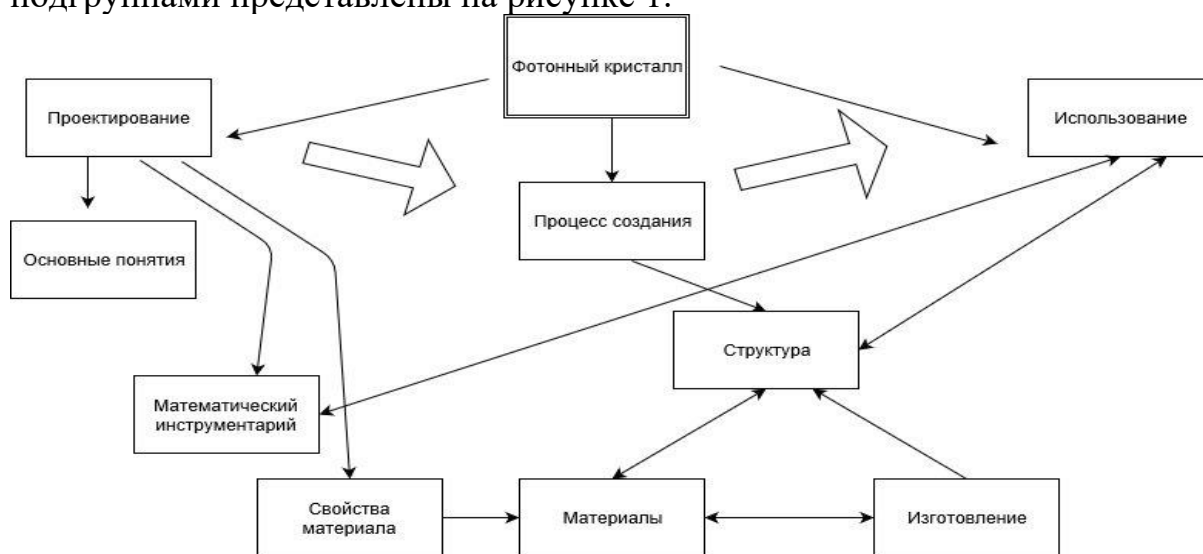 подгруппами представлены на рисунке 1.
Фотонный кристалл
Проектирование
Использование
Процесс создания
Основные понятия
Структура
Математический
инструментарий
Свойства
материала
Материалы
Изготовление